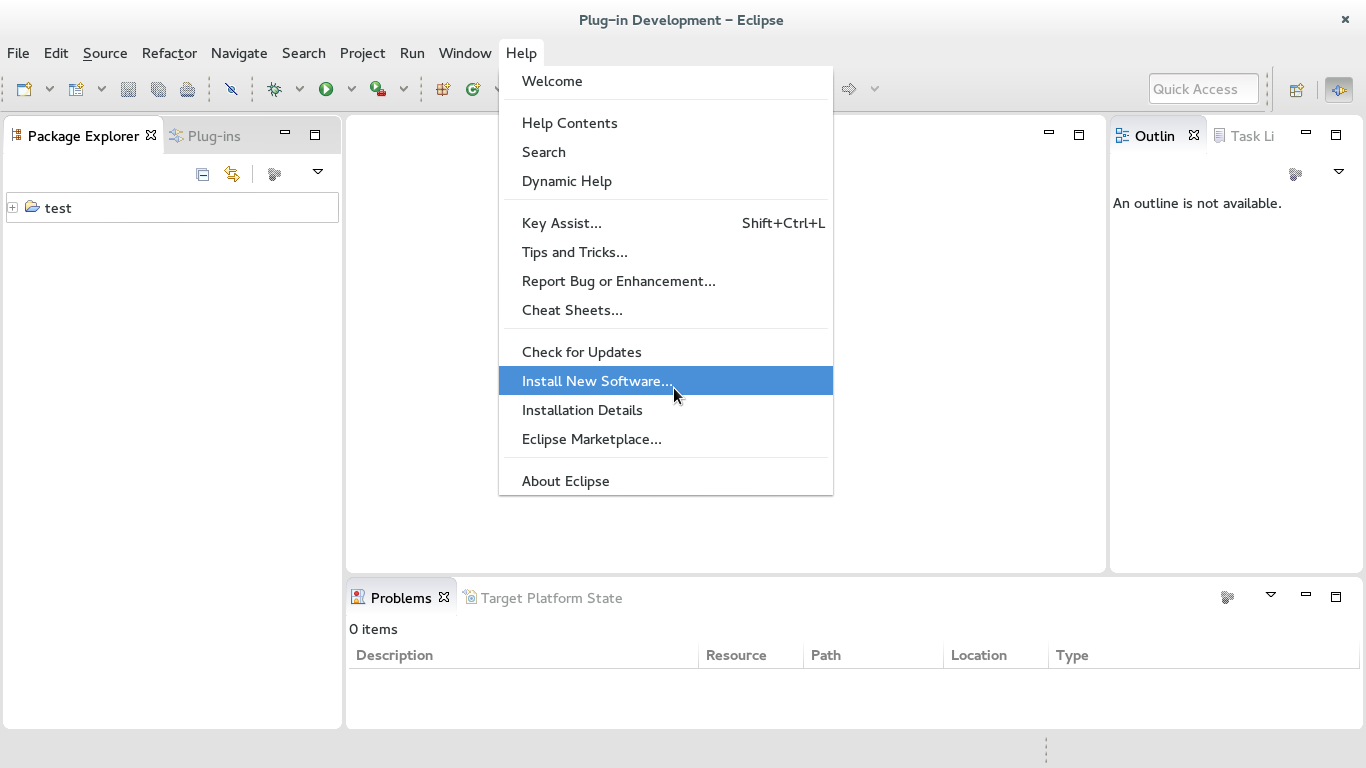 Plug-in Development – Eclipse
File Edit Source Refactor Navigate Search Project Run Window Help
Quick Access
Package Explorer Plug-ins
test
Welcome
Help Contents
Search
Dynamic Help
Key Assist... Shift+Ctrl+L
Tips and Tricks...
Report Bug or Enhancement...
Cheat Sheets...
Check for Updates
Install New Software...
Installation Details
Eclipse Marketplace...
About Eclipse
Outlin Task Li
An outline is not available.
Problems Target Platform State
0 items
Description Resource Path Location Type